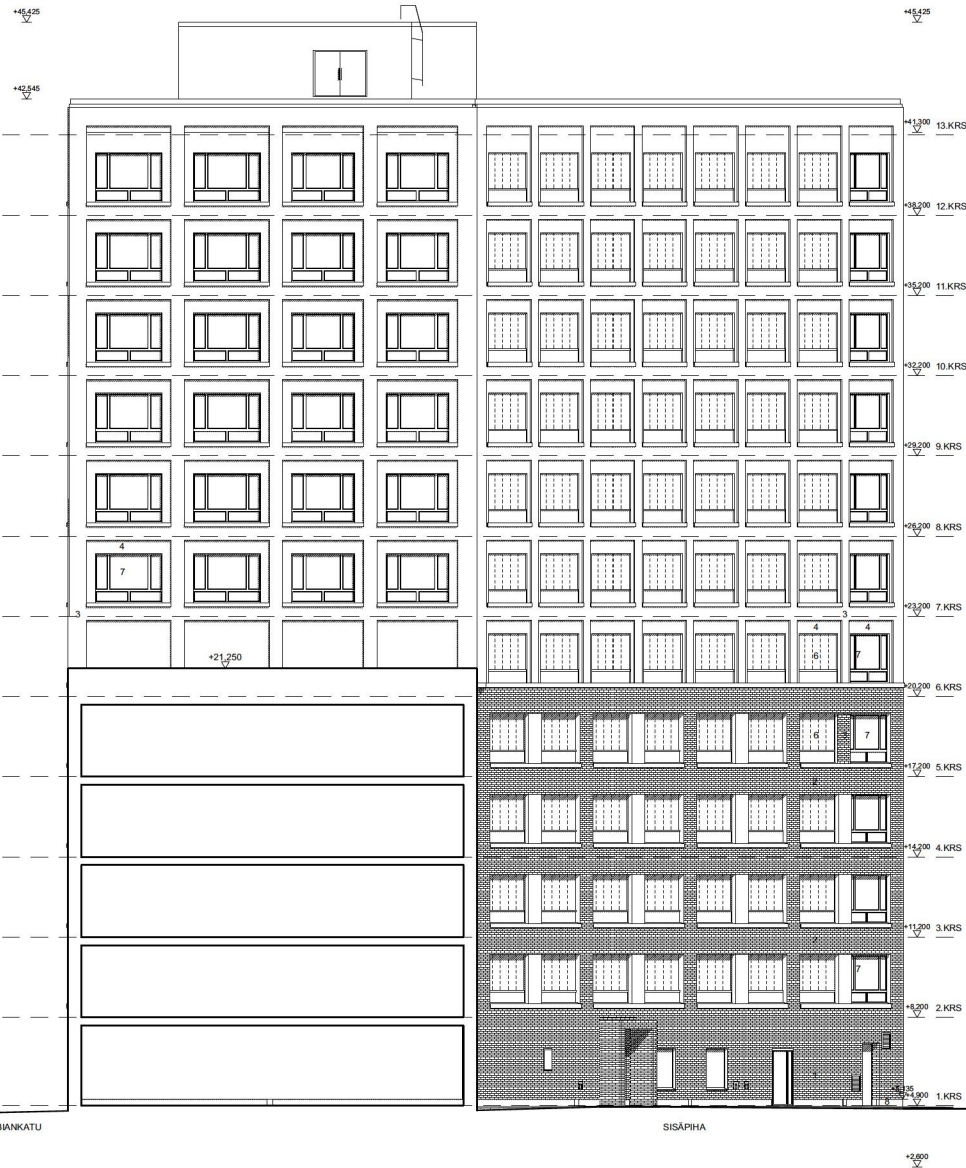 +45,425 +45,425
+42,545
+41,300 13.KRS
+38,200 12.KRS
+35,200 11.KRS
+32,200 10.KRS
+29,200 9.KRS
+26,200 8.KRS
4
7
+23,200 7.KRS
3 3
4 4
+21,250 6 7
+20,200 6.KRS
6 7
+17,200 5.KRS
2
+14,200 4.KRS
+11,200 3.KRS
2
7
+8,200 2.KRS
1
+5,135
+4,900 1.KRS
8
BIANKATU SISÄPIHA
+2,600